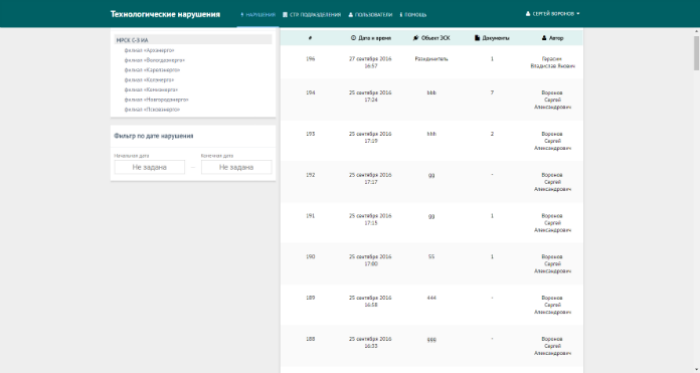 Технологические нарушения
НАРУШЕНИЯ
СТР. ПОДРАЗДЕЛЕНИЯ
ПОЛЬЗОВАТЕЛИ
ПОМОЩЬ
СЕРГЕЙ ВОРОНОВ
МРСК С-З ИА
филиал «Архэнерго»
филиал «Вологдаэнерго»
филиал «Карелэнерго»
филиал «Колэнерго»
филиал «Комиэнерго»
филиал «Новгородэнерго»
филиал «Псковэнерго»
Фильтр по дате нарушения
Начальная дата Конечная дата
Не задана — Не задана
# Дата и время Объект ЭСК Документы Автор
196 27 сентября 2016 Разъединитель 1 Герасин
16:57 Владислав Янович
194 25 сентября 2016 7 Воронов
17:24 Сергей
Александрович
193 25 сентября 2016 2 Воронов
17:19 Сергей
Александрович
192 25 сентября 2016 gg - Воронов
17:17 Сергей
Александрович
191 25 сентября 2016 gg 1 Воронов
17:15 Сергей
Александрович
190 25 сентября 2016 55 1 Воронов
17:00 Сергей
Александрович
189 25 сентября 2016 - Воронов
16:58 Сергей
Александрович
188 25 сентября 2016 ggg - Воронов
16:33 Сергей
Александрович